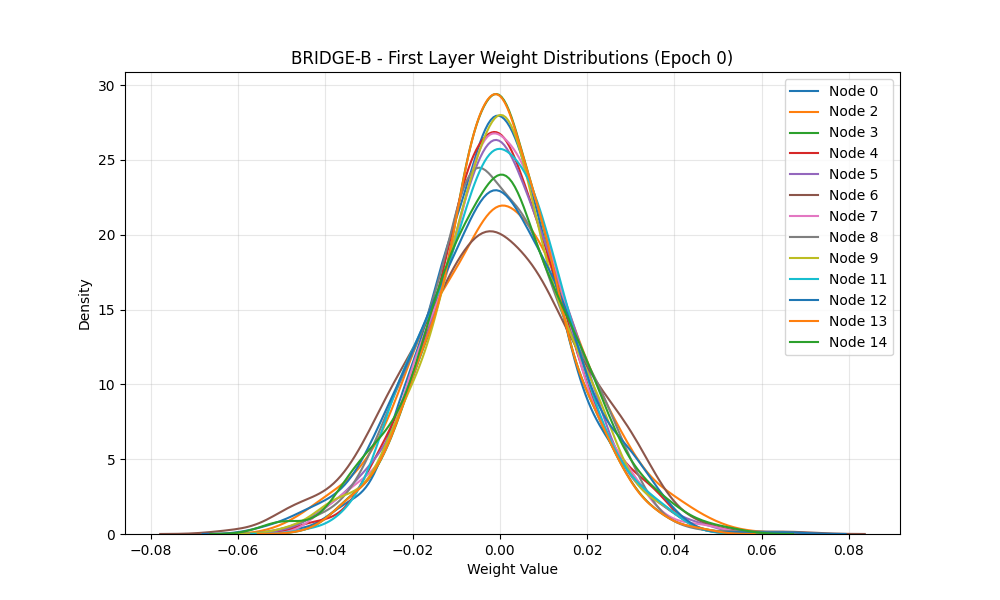 BRIDGE-B - First Layer Weight Distributions (Epoch 0)
30
25
20
15
10
5
0
Density
−0.08 −0.06 −0.04 −0.02 0.00 0.02 0.04 0.06 0.08
Weight Value
Node 0
Node 2
Node 3
Node 4
Node 5
Node 6
Node 7
Node 8
Node 9
Node 11
Node 12
Node 13
Node 14